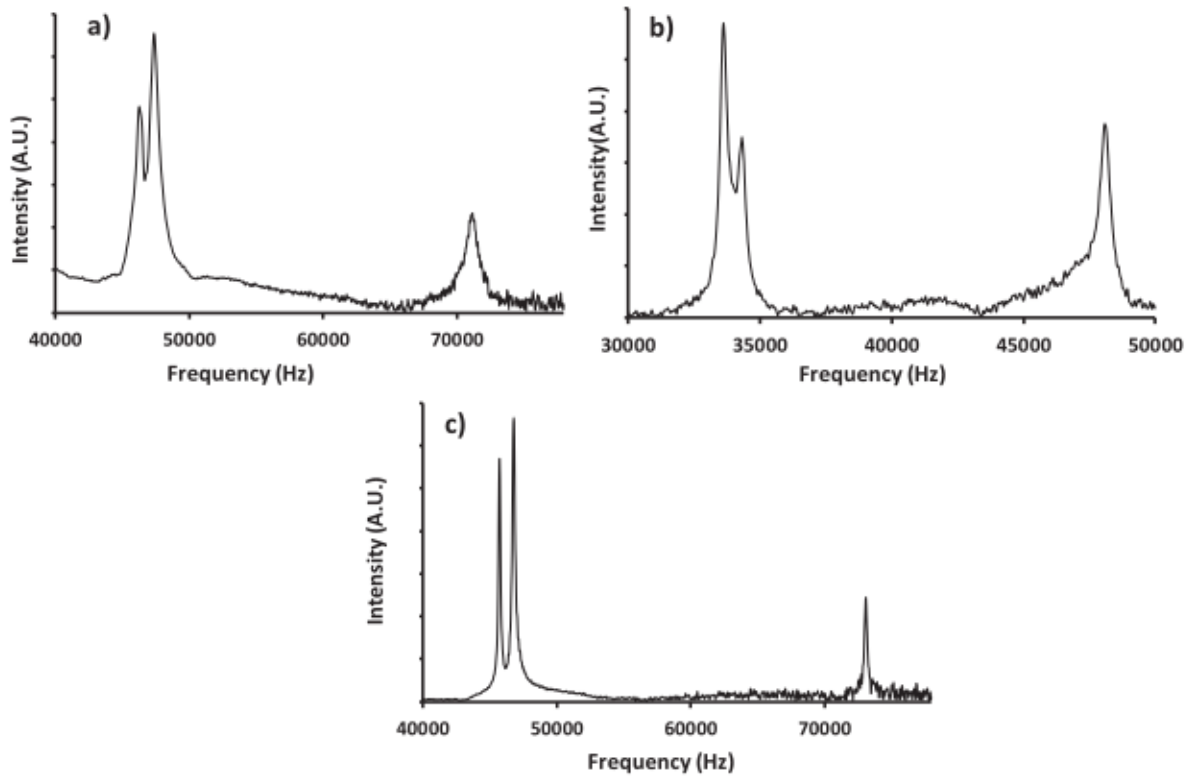 a)
Intensity (A.U.)
40000 50000 60000 70000
Frequency (Hz)
b)
Intensity(A.U.)
30000 35000 40000 45000 50000
Frequency (Hz)
c)
Intensity (A.U.)
40000 50000 60000 70000
Frequency (Hz)